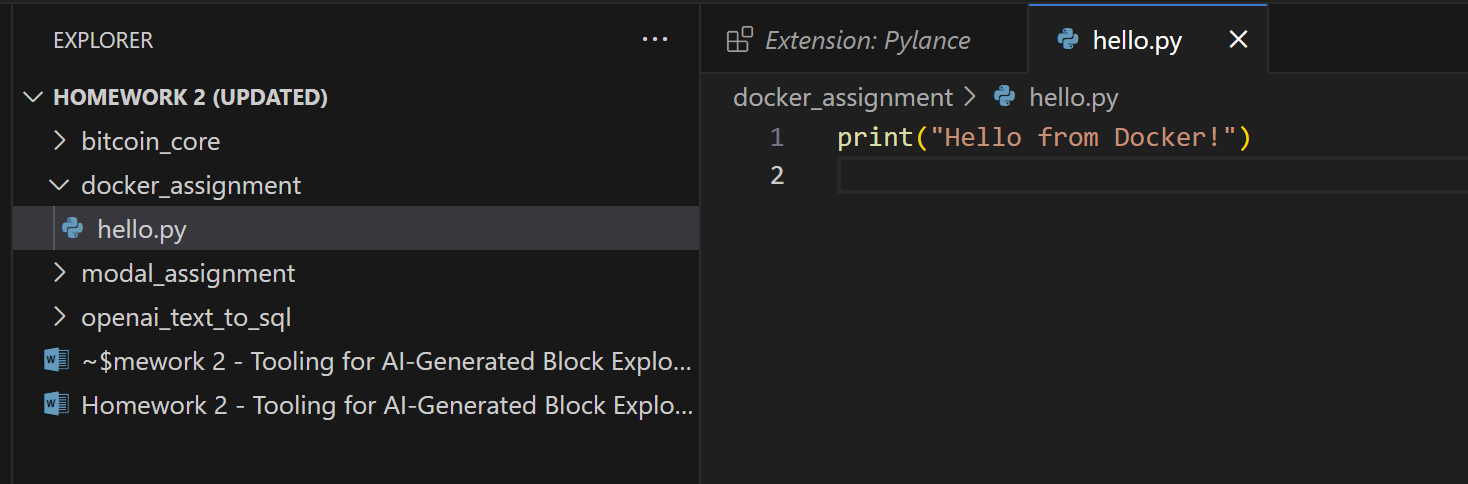 EXPLORER
HOMEWORK 2 (UPDATED)
bitcoin_core
docker_assignment
hello.py
modal_assignment
openai_text_to_sql
~$mework 2 - Tooling for AI-Generated Block Explo...
Homework 2 - Tooling for AI-Generated Block Explo...
Extension: Pylance
hello.py
docker_assignment > hello.py
1 print("Hello from Docker!")
2